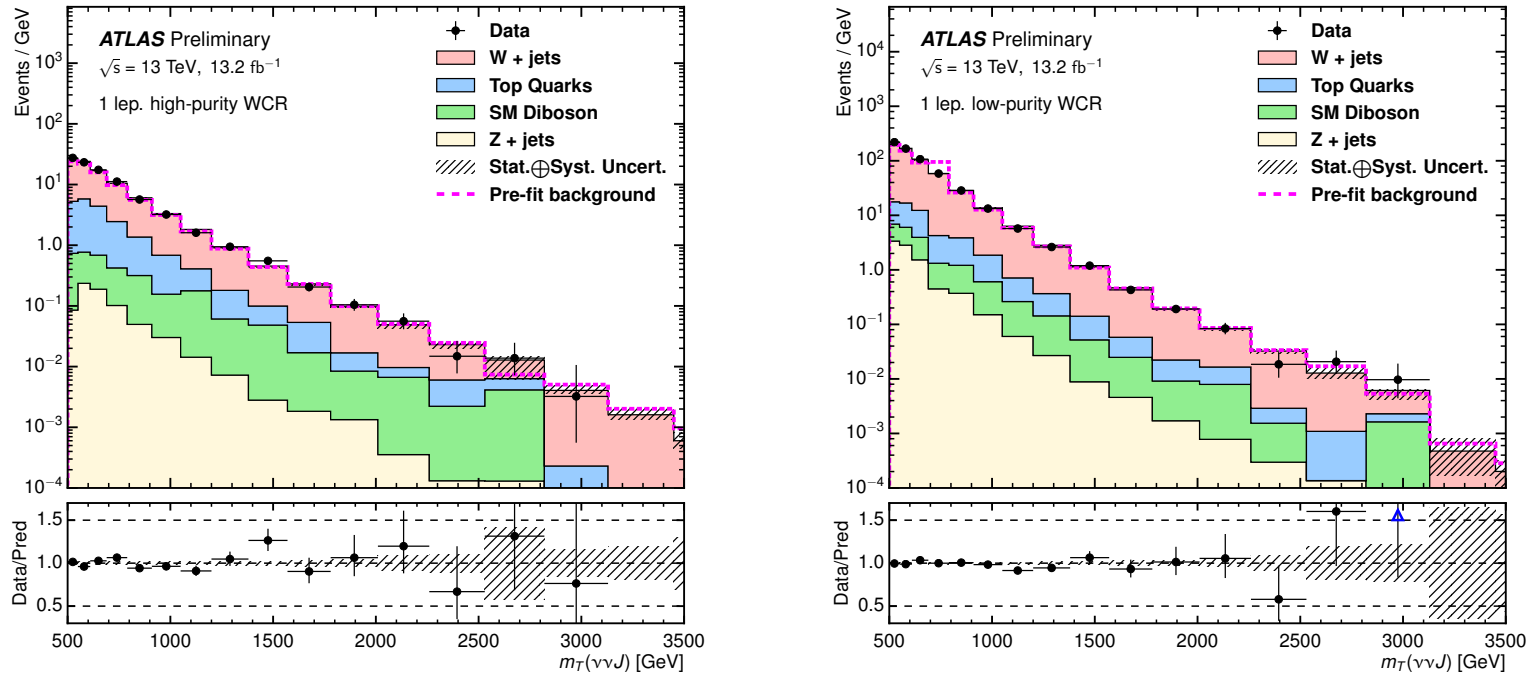 Events / GeV
10³
10²
10
1.0
10⁻¹
10⁻²
10⁻³
10⁻⁴
ATLAS Preliminary
√s = 13 TeV, 13.2 fb⁻¹
1 lep. high-purity WCR
Data
W + jets
Top Quarks
SM Diboson
Z + jets
Stat.⊕Syst. Uncert.
Pre-fit background
Data/Pred
1.5
1.0
0.5
500 1000 1500 2000 2500 3000 3500
m_T(ννJ) [GeV]
Events / GeV
10⁴
10³
10²
10
1.0
10⁻¹
10⁻²
10⁻³
10⁻⁴
ATLAS Preliminary
√s = 13 TeV, 13.2 fb⁻¹
1 lep. low-purity WCR
Data
W + jets
Top Quarks
SM Diboson
Z + jets
Stat.⊕Syst. Uncert.
Pre-fit background
Data/Pred
1.5
1.0
0.5
500 1000 1500 2000 2500 3000 3500
m_T(ννJ) [GeV]